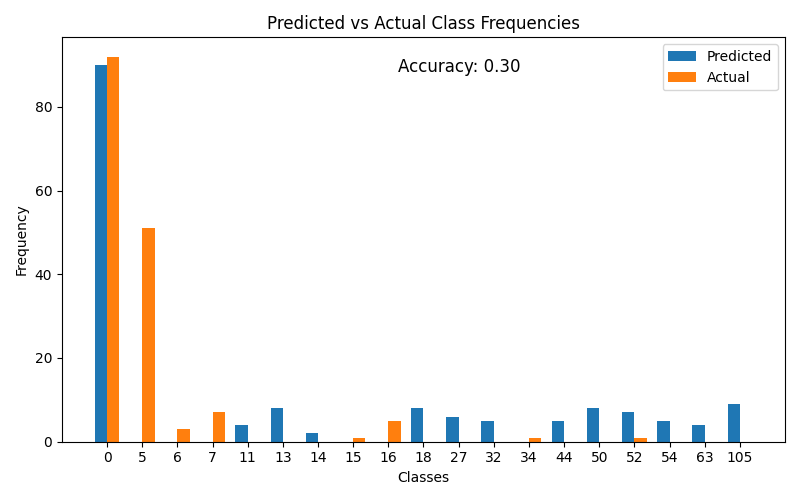 Predicted vs Actual Class Frequencies
Accuracy: 0.30
Predicted
Actual
Frequency
80
60
40
20
0
0 5 6 7 11 13 14 15 16 18 27 32 34 44 50 52 54 63 105
Classes